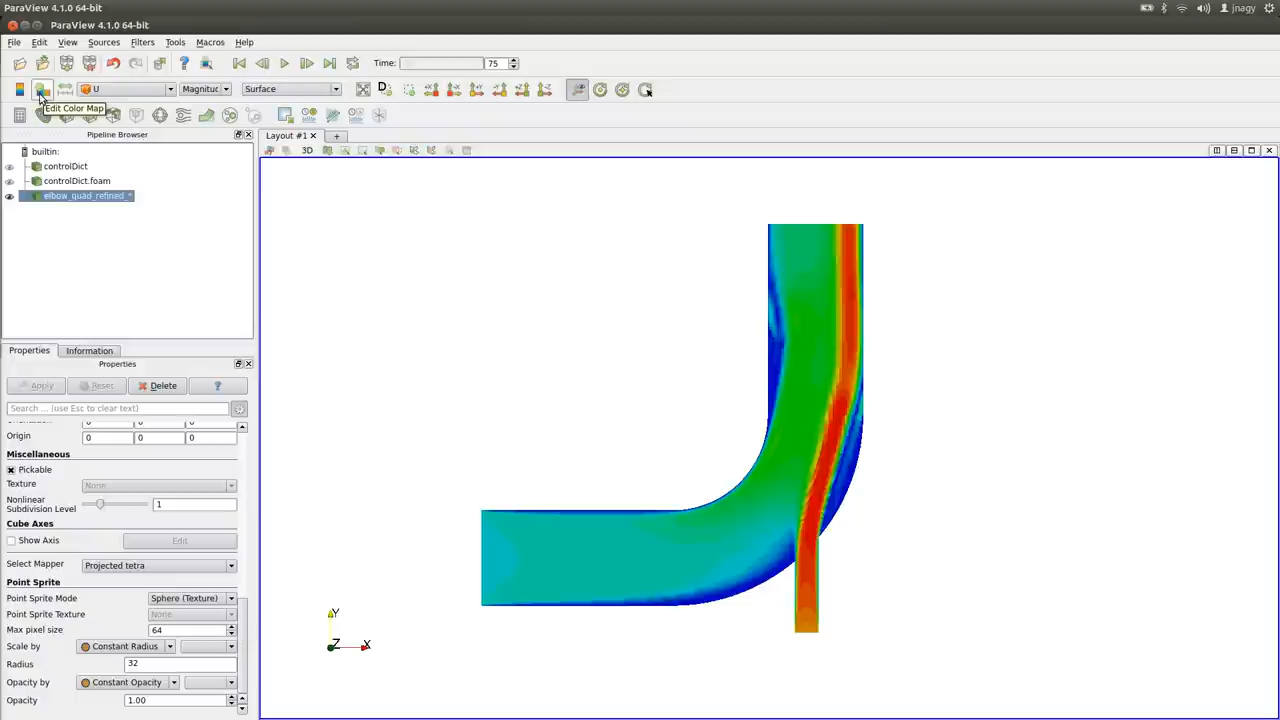 ParaView 4.1.0 64-bit
jnagy
ParaView 4.1.0 64-bit
File Edit View Sources Filters Tools Macros Help
Time: 75
U Magnituc Surface
Edit Color Map
Pipeline Browser
Layout #1
3D
builtin:
controlDict
controlDict.foam
elbow_quad_refined_*
Properties Information
Properties
Apply Reset Delete ?
Search ... (use Esc to clear text)
Origin 0 0 0
Miscellaneous
Pickable
Texture None
Nonlinear
Subdivision Level 1
Cube Axes
Show Axis Edit
Select Mapper Projected tetra
Point Sprite
Point Sprite Mode Sphere (Texture)
Point Sprite Texture None
Max pixel size 64
Scale by Constant Radius
Radius 32
Opacity by Constant Opacity
Opacity 1.00
Y
Z X